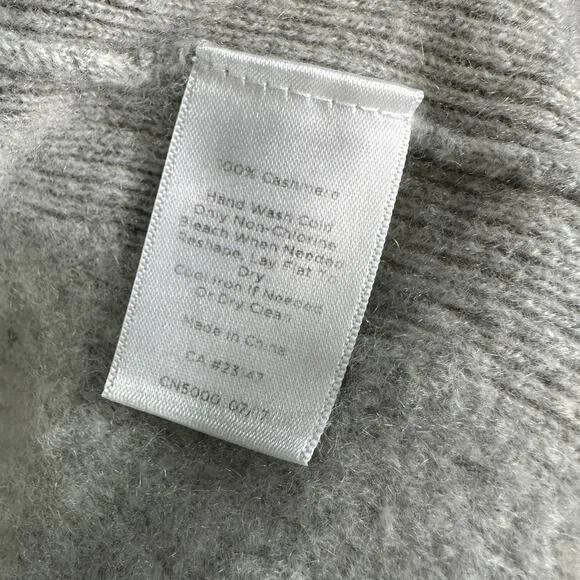 100% Cashmere
Hand Wash Cold
Only Non-Chlorine
Bleach When Needed
Reshape, Lay Flat To
Dry
Cool Iron If Needed
Or Dry Clean
Made in China
CA #23147
CN5000 07/07